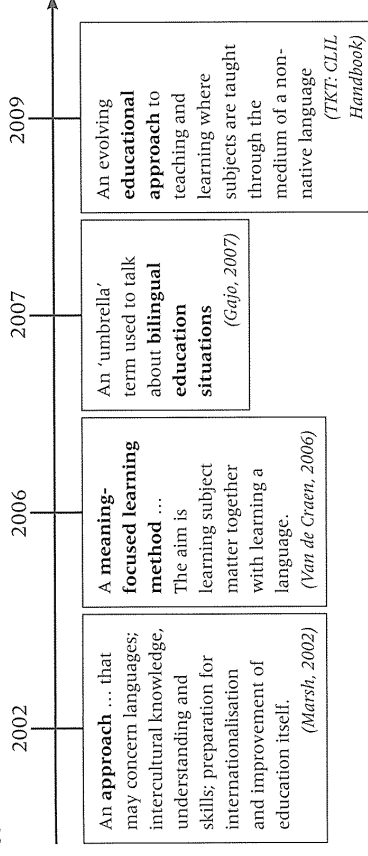 2002
2006
2007
2009
An approach ... that
may concern languages;
intercultural knowledge,
understanding and
skills; preparation for
internationalisation
and improvement of
education itself.
(Marsh, 2002)
A meaning-
focused learning
method ...
The aim is
learning subject
matter together
with learning a
language.
(Van de Craen, 2006)
An ‘umbrella’
term used to talk
about bilingual
education
situations
(Gajo, 2007)
An evolving
educational
approach to
teaching and
learning where
subjects are taught
through the
medium of a non-
native language
(TKT: CLIL
Handbook)